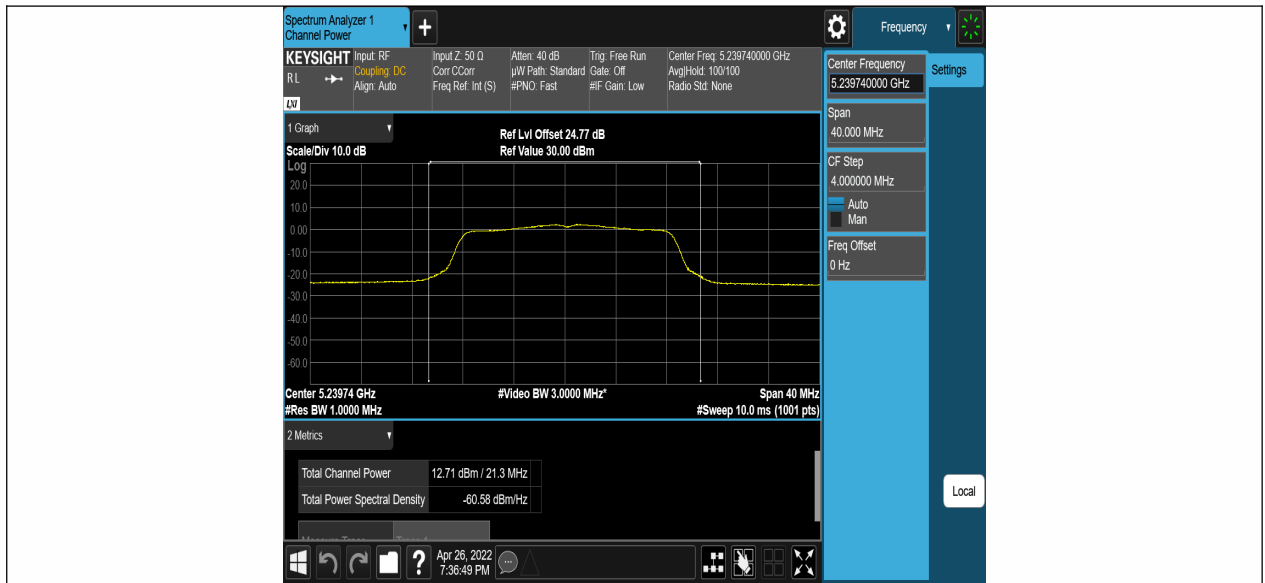 Spectrum Analyzer 1
Channel Power
+
Frequency
KEYSIGHT
RL
LXI
Input: RF
Coupling: DC
Align: Auto
Input Z: 50 Ω
Corr CCorr
Freq Ref: Int (S)
Atten: 40 dB
µW Path: Standard
#PNO: Fast
Trig: Free Run
Gate: Off
#IF Gain: Low
Center Freq: 5.239740000 GHz
Avg|Hold: 100/100
Radio Std: None
Center Frequency
5.239740000 GHz
Settings
Span
40.000 MHz
CF Step
4.000000 MHz
Auto
Man
Freq Offset
0 Hz
Local
1 Graph
Scale/Div 10.0 dB
Ref Lvl Offset 24.77 dB
Ref Value 30.00 dBm
Log
20.0
10.0
0.00
-10.0
-20.0
-30.0
-40.0
-50.0
-60.0
Center 5.23974 GHz
#Video BW 3.0000 MHz*
Span 40 MHz
#Res BW 1.0000 MHz
#Sweep 10.0 ms (1001 pts)
2 Metrics
Total Channel Power 12.71 dBm / 21.3 MHz
Total Power Spectral Density -60.58 dBm/Hz
?
Apr 26, 2022
7:36:49 PM